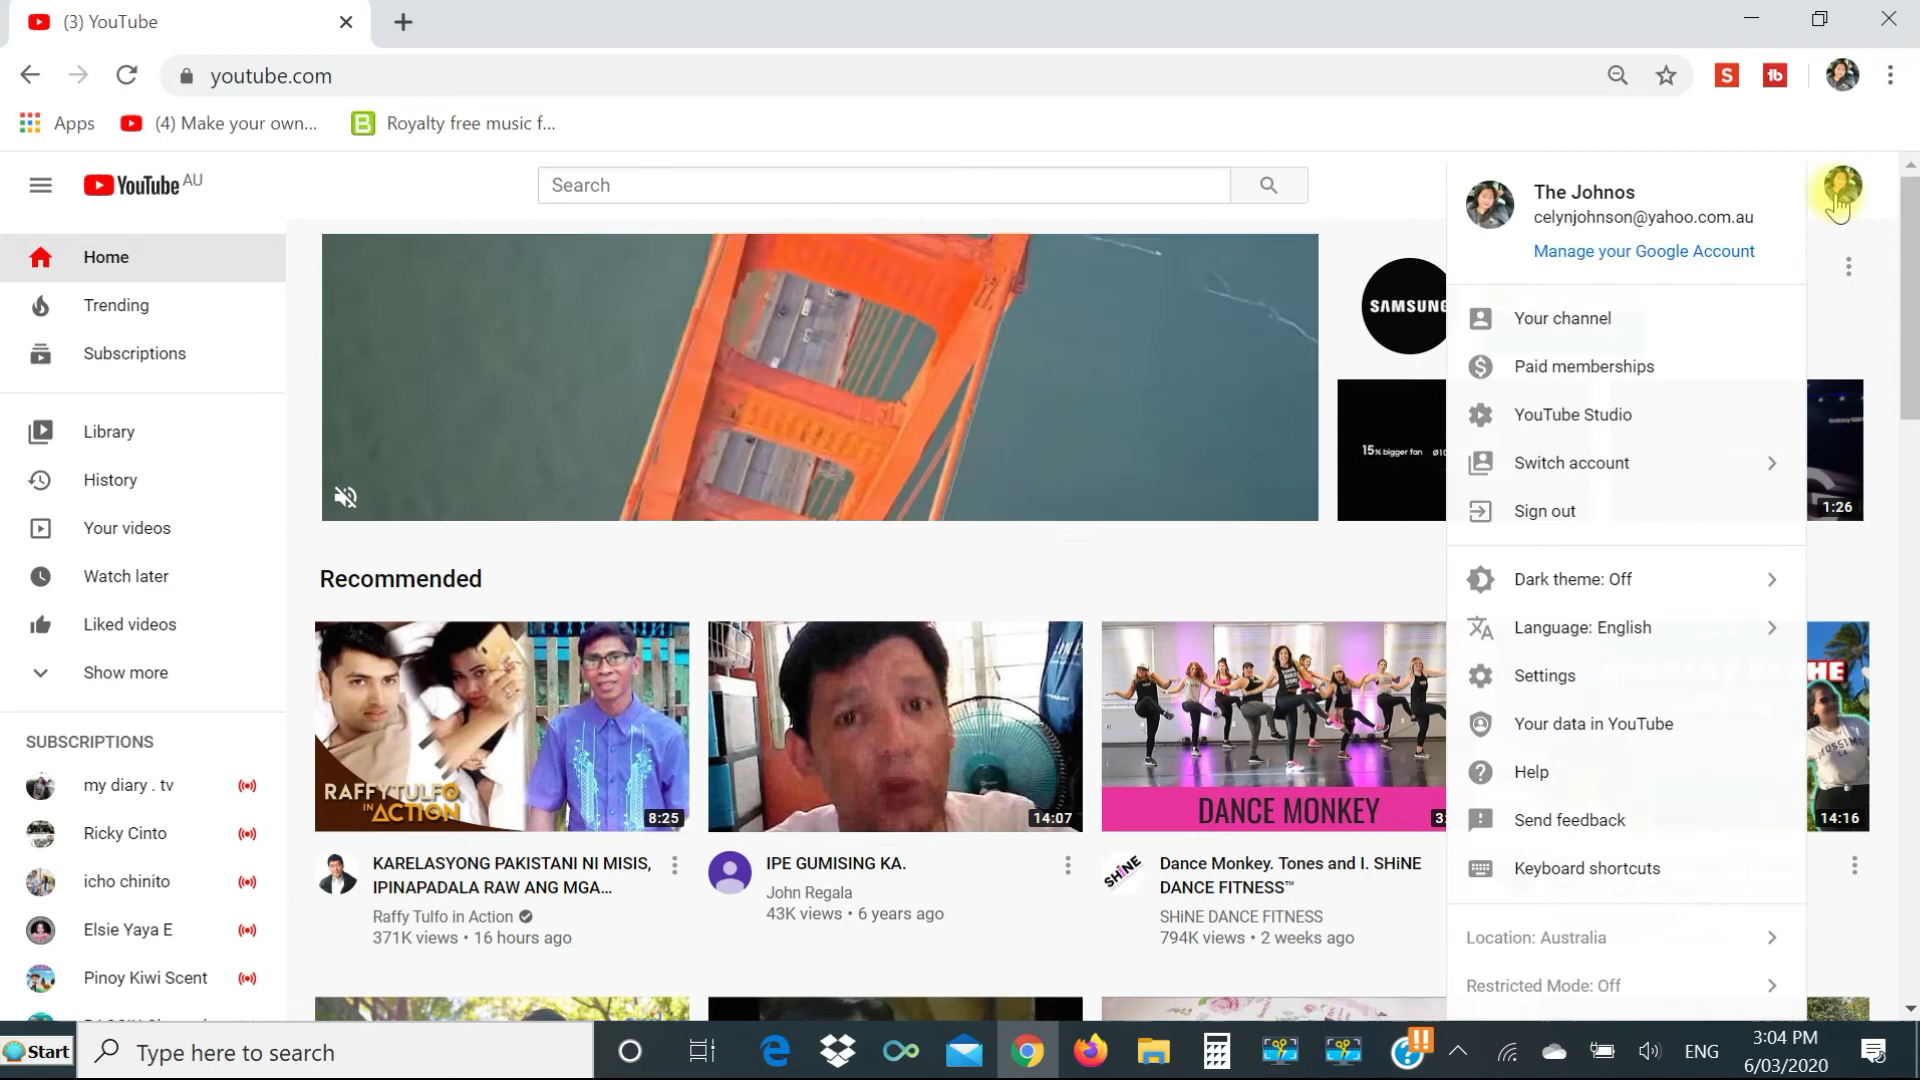 (3) YouTube
youtube.com
Apps
(4) Make your own...
Royalty free music f...
YouTube AU
Search
The Johnos
celynjohnson@yahoo.com.au
Manage your Google Account
Home
Trending
Subscriptions
Library
History
Your videos
Watch later
Liked videos
Show more
SUBSCRIPTIONS
my diary . tv
Ricky Cinto
icho chinito
Elsie Yaya E
Pinoy Kiwi Scent
SAMSUNG
15% bigger fan
1:26
Your channel
Paid memberships
YouTube Studio
Switch account
Sign out
Dark theme: Off
Language: English
Settings
Your data in YouTube
Help
Send feedback
Keyboard shortcuts
Location: Australia
Restricted Mode: Off
Recommended
RAFFY TULFO
IN ACTION
8:25
14:07
DANCE MONKEY
14:16
KARELASYONG PAKISTANI NI MISIS,
IPINAPADALA RAW ANG MGA...
Raffy Tulfo in Action
371K views • 16 hours ago
IPE GUMISING KA.
John Regala
43K views • 6 years ago
SHiNE
Dance Monkey. Tones and I. SHiNE
DANCE FITNESS™
SHiNE DANCE FITNESS
794K views • 2 weeks ago
Start
Type here to search
ENG
3:04 PM
6/03/2020